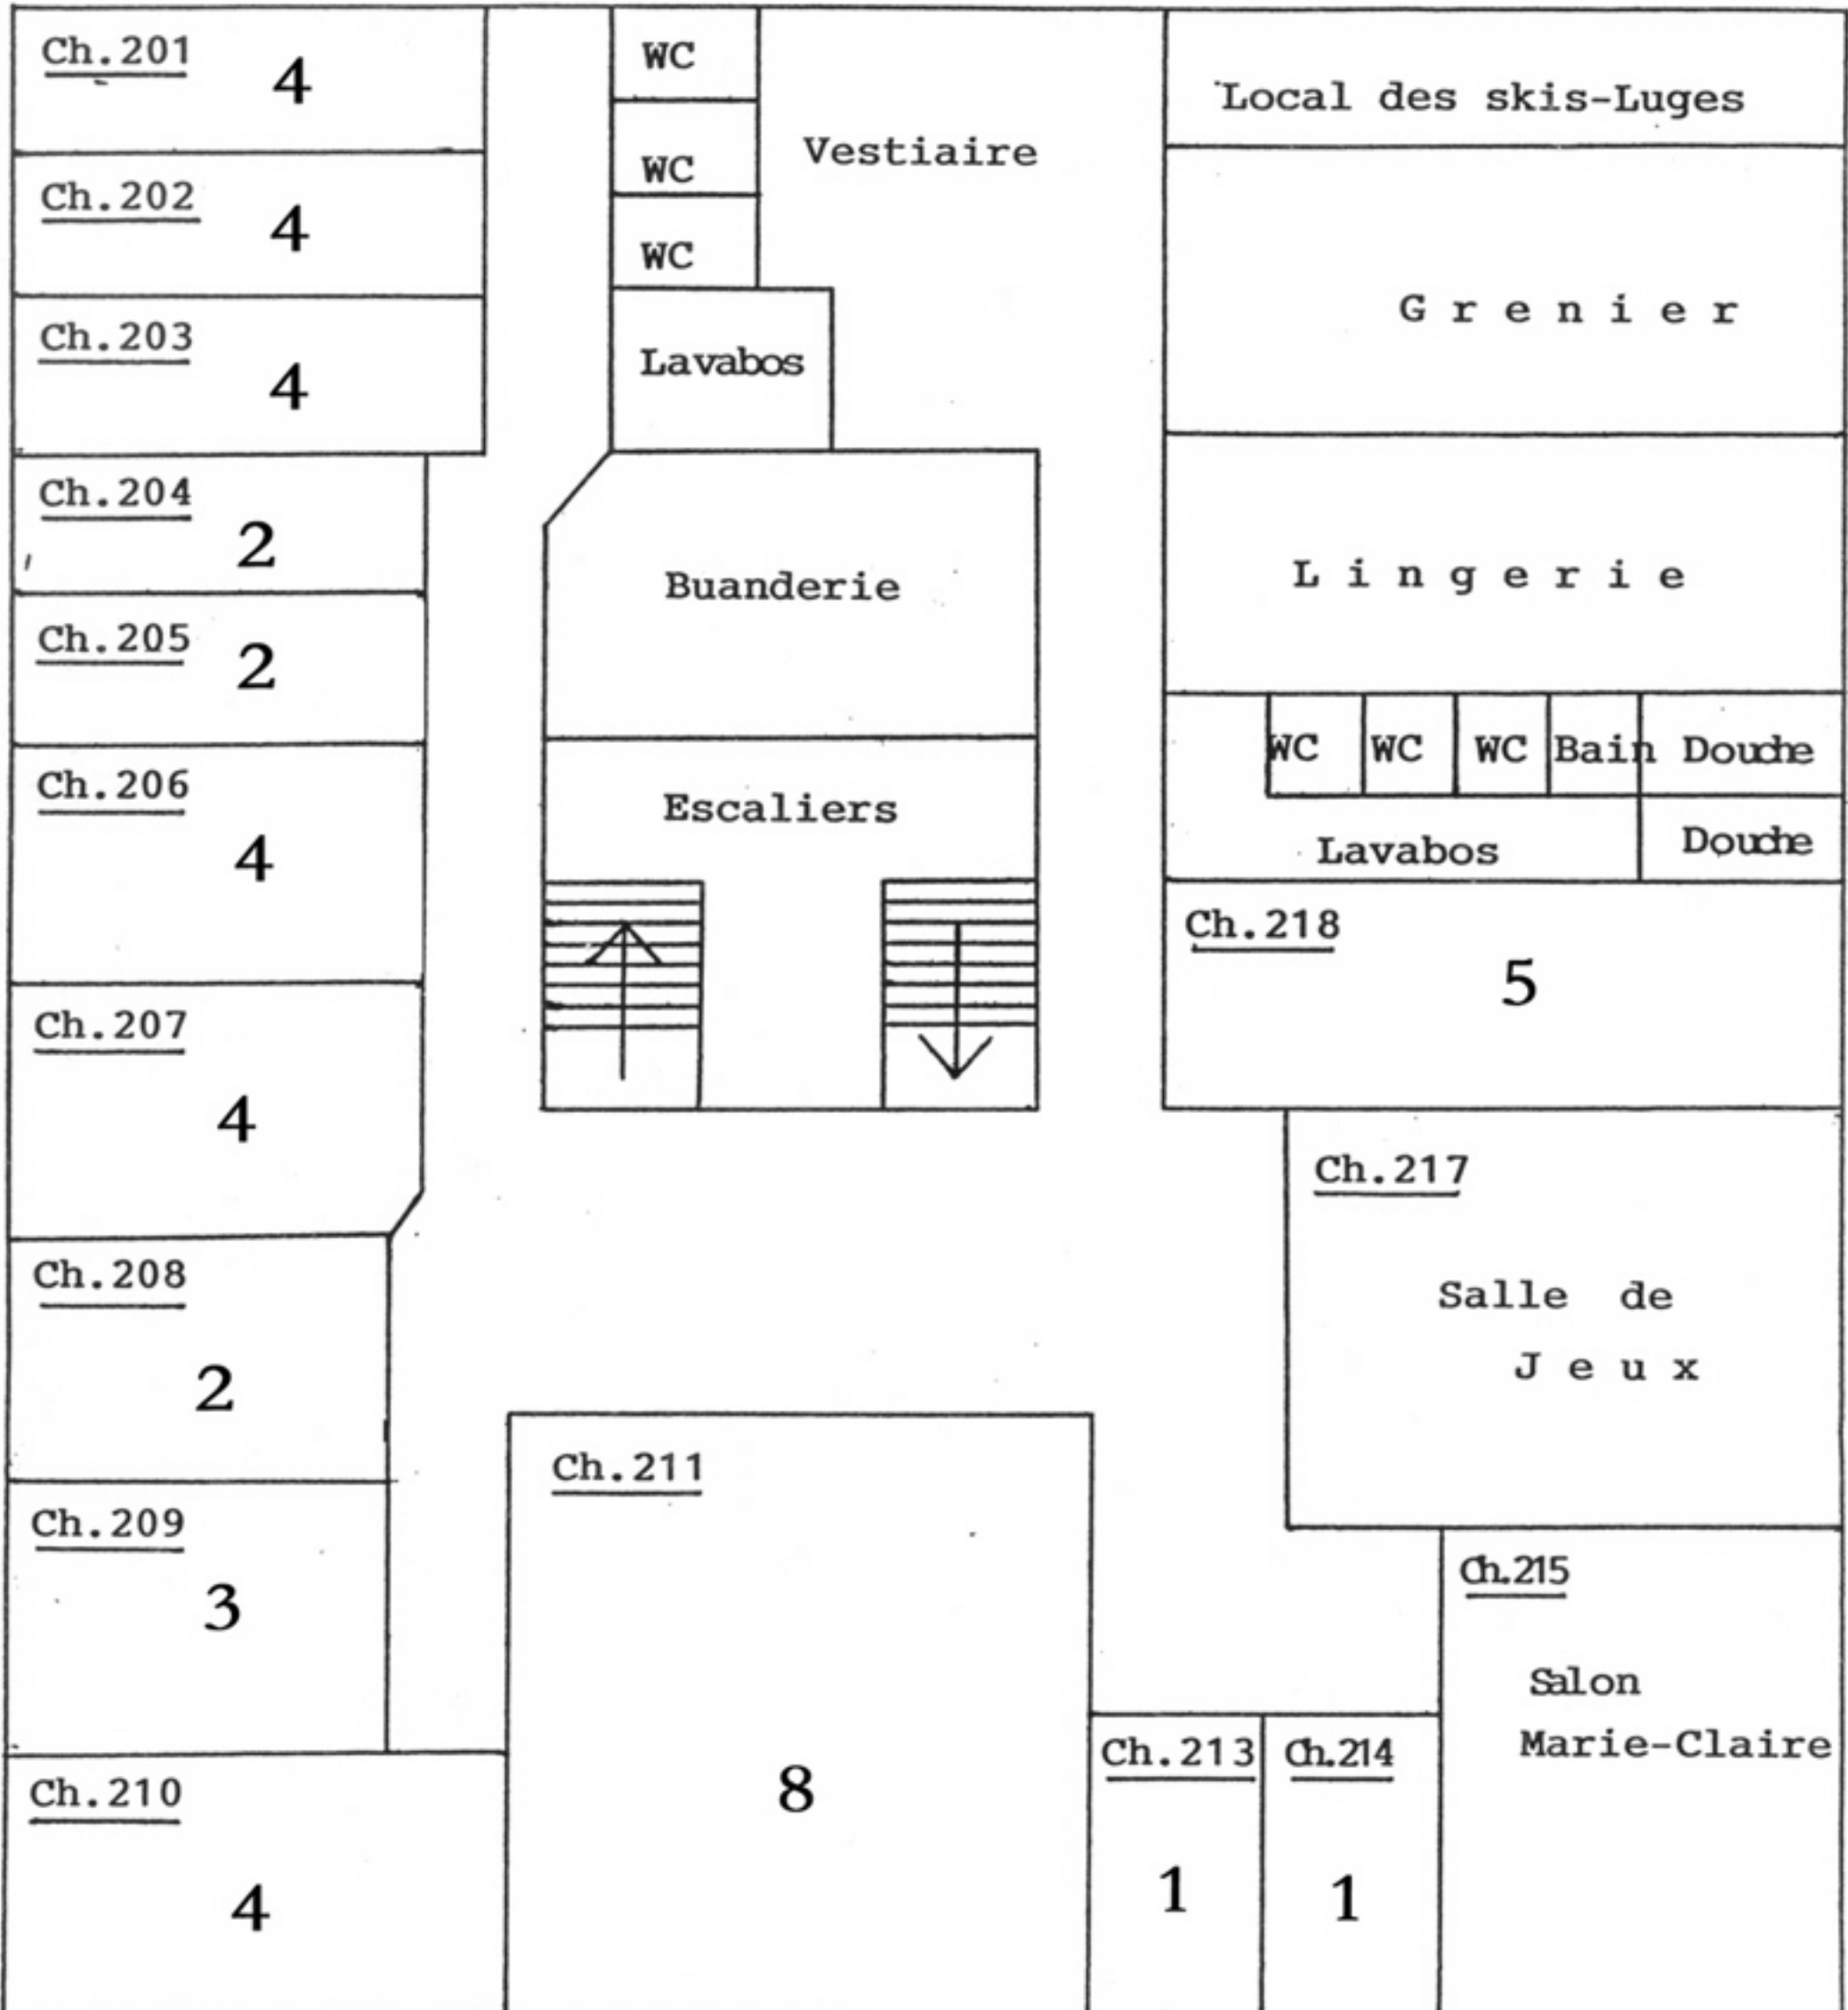 Ch.201
4
Ch.202
4
Ch.203
4
Ch.204
2
Ch.205
2
Ch.206
4
Ch.207
4
Ch.208
2
Ch.209
3
Ch.210
4
WC
WC
WC
Lavabos
Vestiaire
Buanderie
Escaliers
Ch.211
8
Local des skis-Luges
G r e n i e r
L i n g e r i e
WC WC WC Bain Douche
Lavabos Douche
Ch.218
5
Ch.217
Salle de
J e u x
Ch.215
Salon
Marie-Claire
Ch.213
1
Ch.214
1